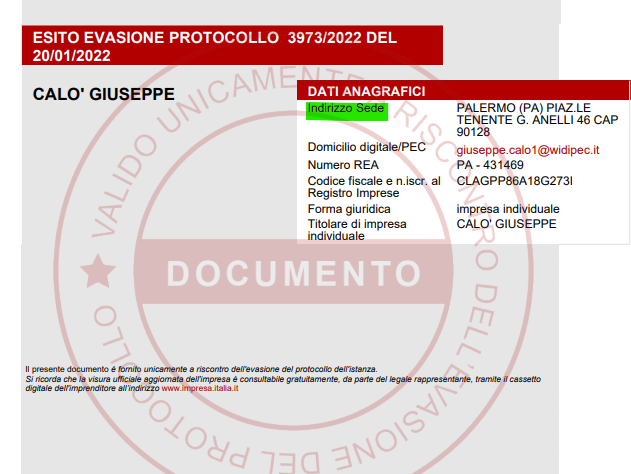 ESITO EVASIONE PROTOCOLLO 3973/2022 DEL
20/01/2022
CALO' GIUSEPPE
DATI ANAGRAFICI
Indirizzo Sede PALERMO (PA) PIAZ.LE
TENENTE G. ANELLI 46 CAP
90128
Domicilio digitale/PEC giuseppe.calo1@widipec.it
Numero REA PA - 431469
Codice fiscale e n.iscr. al CLAGPP86A18G273I
Registro Imprese
Forma giuridica impresa individuale
Titolare di impresa CALO' GIUSEPPE
individuale
VALIDO UNICAMENTE A RISCONTRO DELL'EVASIONE DEL PROTOCOLLO
DOCUMENTO
Il presente documento è fornito unicamente a riscontro dell'evasione del protocollo dell'istanza.
Si ricorda che la visura ufficiale aggiornata dell'impresa è consultabile gratuitamente, da parte del legale rappresentante, tramite il cassetto
digitale dell'imprenditore all'indirizzo www.impresa.italia.it